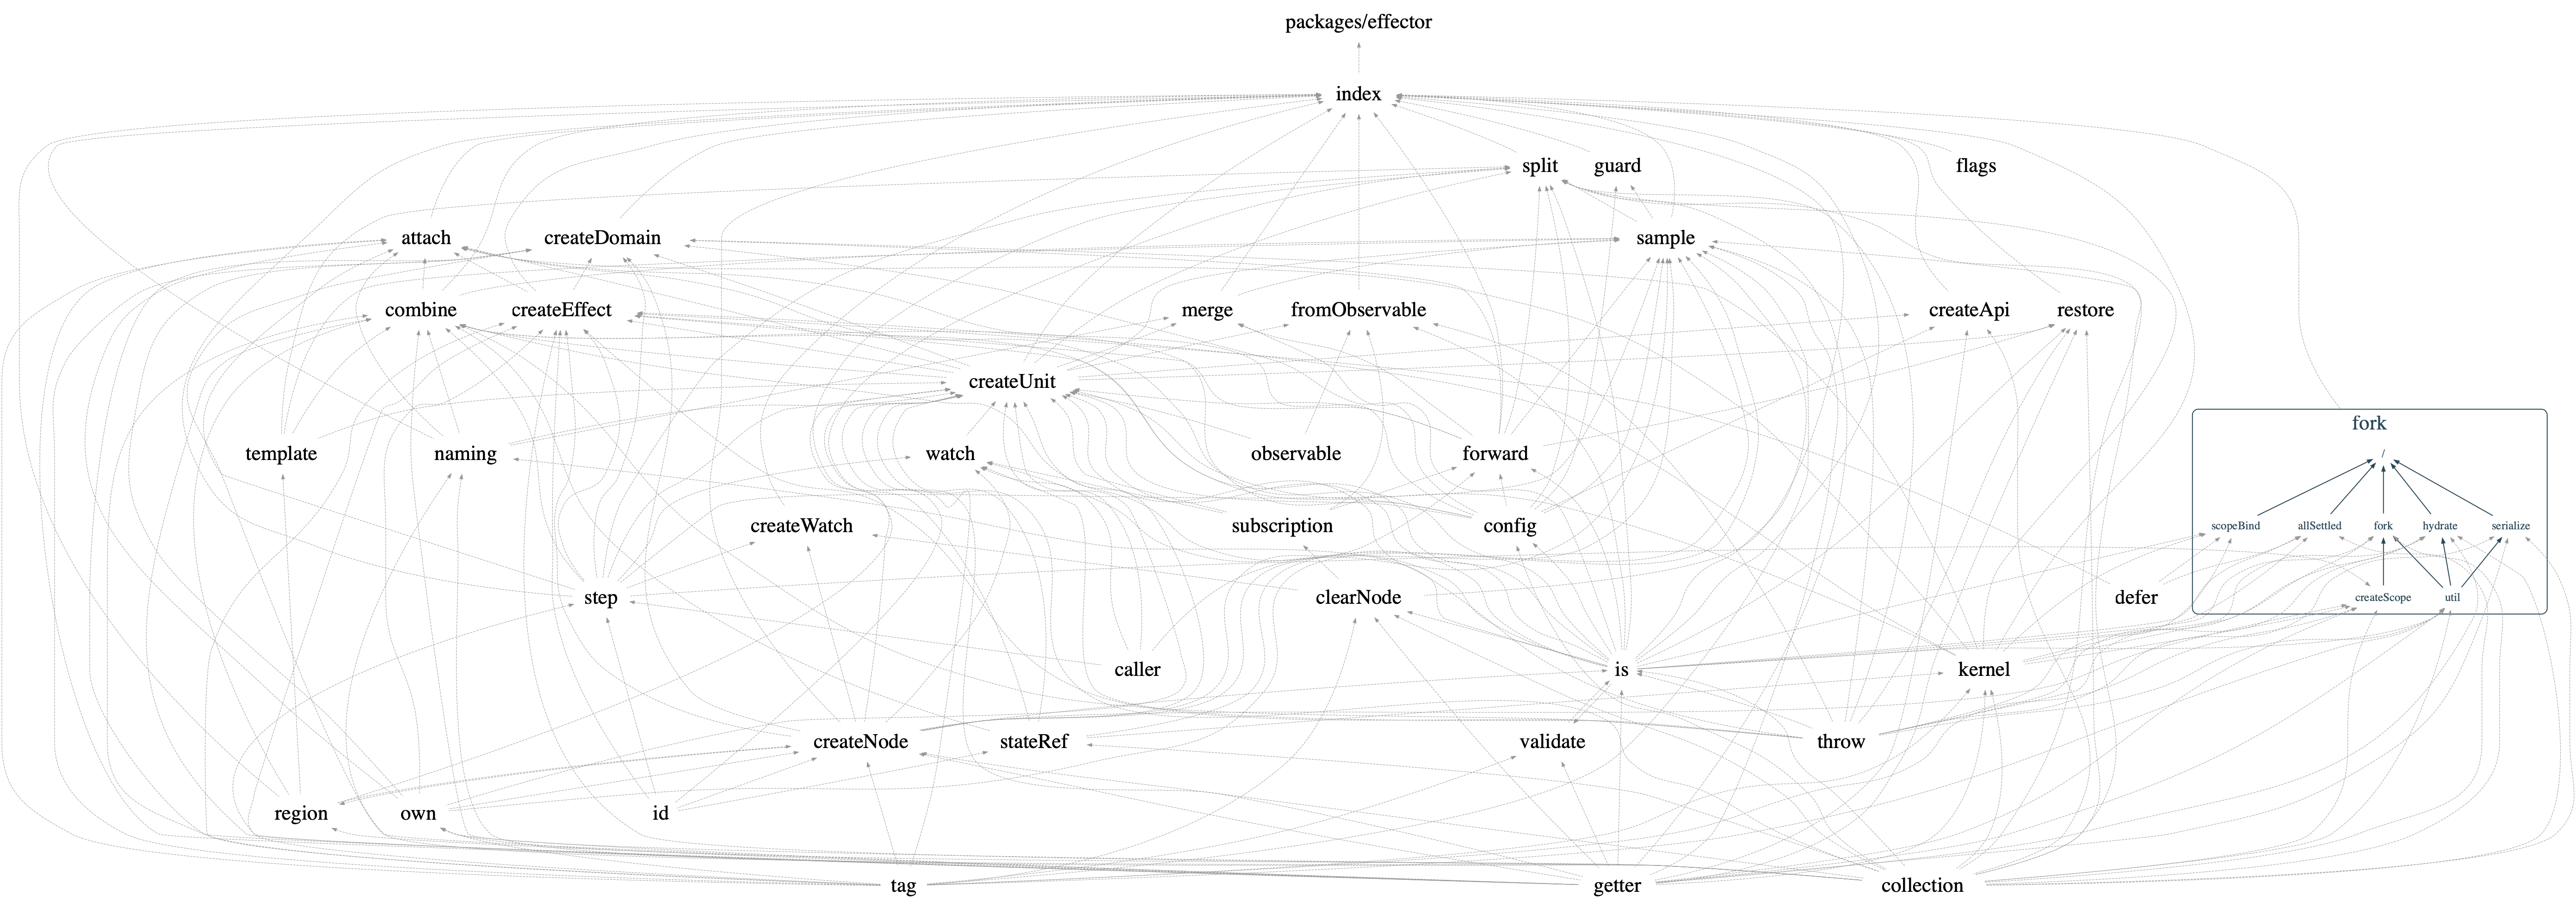 packages/effector
index
split
guard
flags
attach
createDomain
sample
combine
createEffect
merge
fromObservable
createApi
restore
createUnit
fork
template
naming
watch
observable
forward
/
createWatch
subscription
config
scopeBind
allSettled
fork
hydrate
serialize
step
clearNode
defer
createScope
util
caller
is
kernel
createNode
stateRef
validate
throw
region
own
id
tag
getter
collection